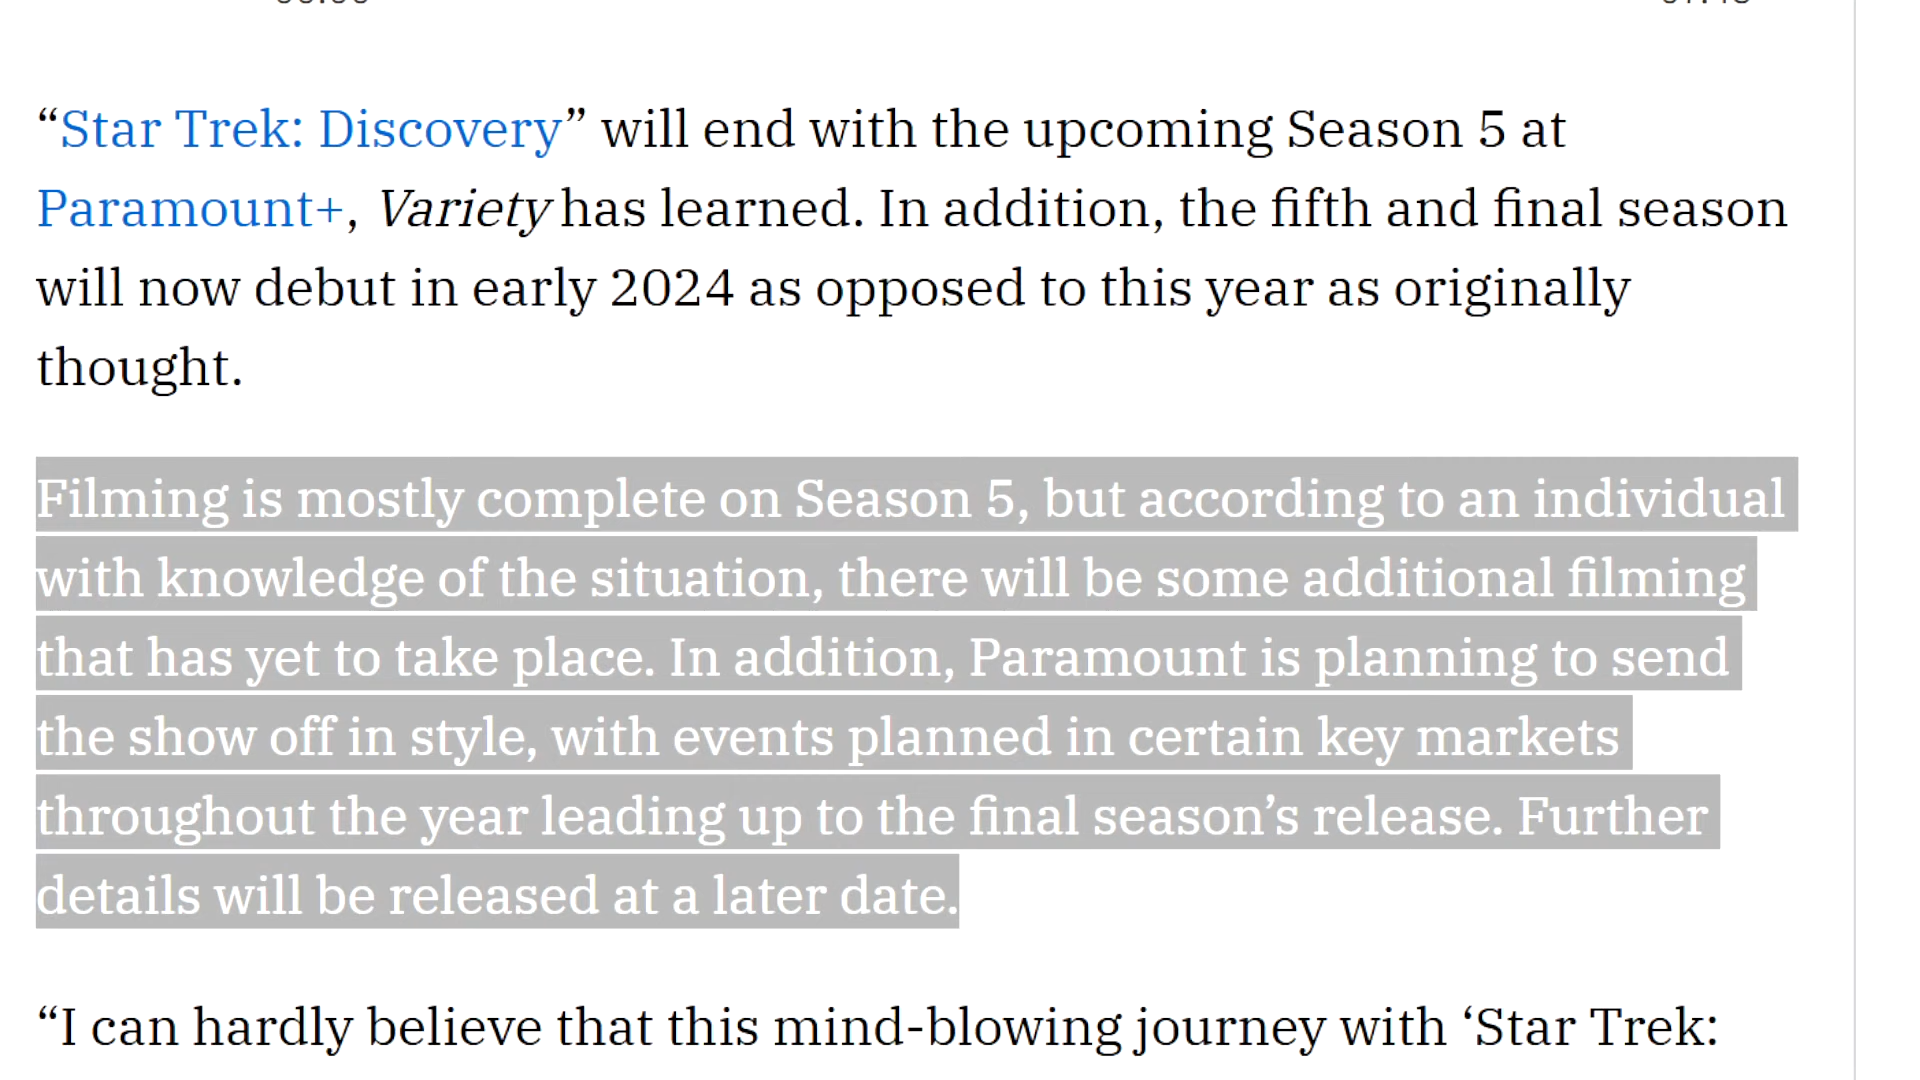 “Star Trek: Discovery” will end with the upcoming Season 5 at
Paramount+, Variety has learned. In addition, the fifth and final season
will now debut in early 2024 as opposed to this year as originally
thought.
Filming is mostly complete on Season 5, but according to an individual
with knowledge of the situation, there will be some additional filming
that has yet to take place. In addition, Paramount is planning to send
the show off in style, with events planned in certain key markets
throughout the year leading up to the final season’s release. Further
details will be released at a later date.
“I can hardly believe that this mind-blowing journey with ‘Star Trek: